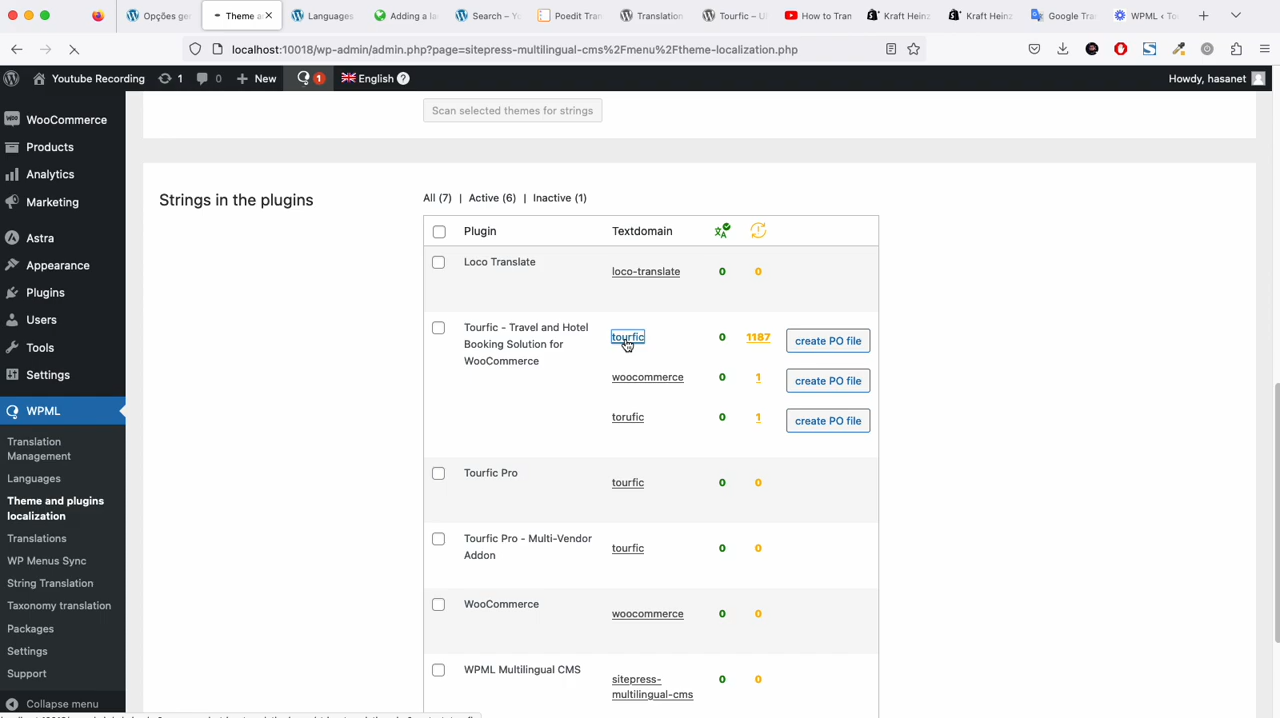 Opções ge
Theme a
Languages
Adding a la
Search – Yo
Poedit Tran
Translation
Tourfic – U
How to Tran
Kraft Heinz
Kraft Heinz
Google Tra
WPML < To
localhost:10018/wp-admin/admin.php?page=sitepress-multilingual-cms%2Fmenu%2Ftheme-localization.php
Youtube Recording 1 0 + New 1 English ? Howdy, hasanet
WooCommerce
Products
Analytics
Marketing
Astra
Appearance
Plugins
Users
Tools
Settings
WPML
Translation
Management
Languages
Theme and plugins
localization
Translations
WP Menus Sync
String Translation
Taxonomy translation
Packages
Settings
Support
Collapse menu
Scan selected themes for strings
Strings in the plugins
All (7) | Active (6) | Inactive (1)
Plugin Textdomain
Loco Translate
loco-translate 0 0
Tourfic - Travel and Hotel
Booking Solution for
WooCommerce
tourfic 0 1187 create PO file
woocommerce 0 1 create PO file
torufic 0 1 create PO file
Tourfic Pro
tourfic 0 0
Tourfic Pro - Multi-Vendor
Addon
tourfic 0 0
WooCommerce
woocommerce 0 0
WPML Multilingual CMS
sitepress-
multilingual-cms 0 0